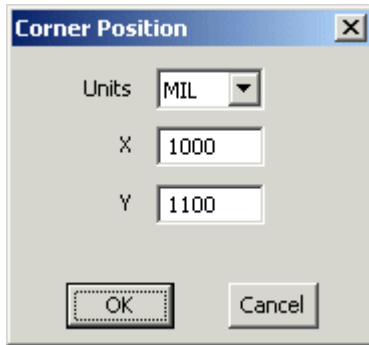 Corner Position
Units MIL
X 1000
Y 1100
OK Cancel